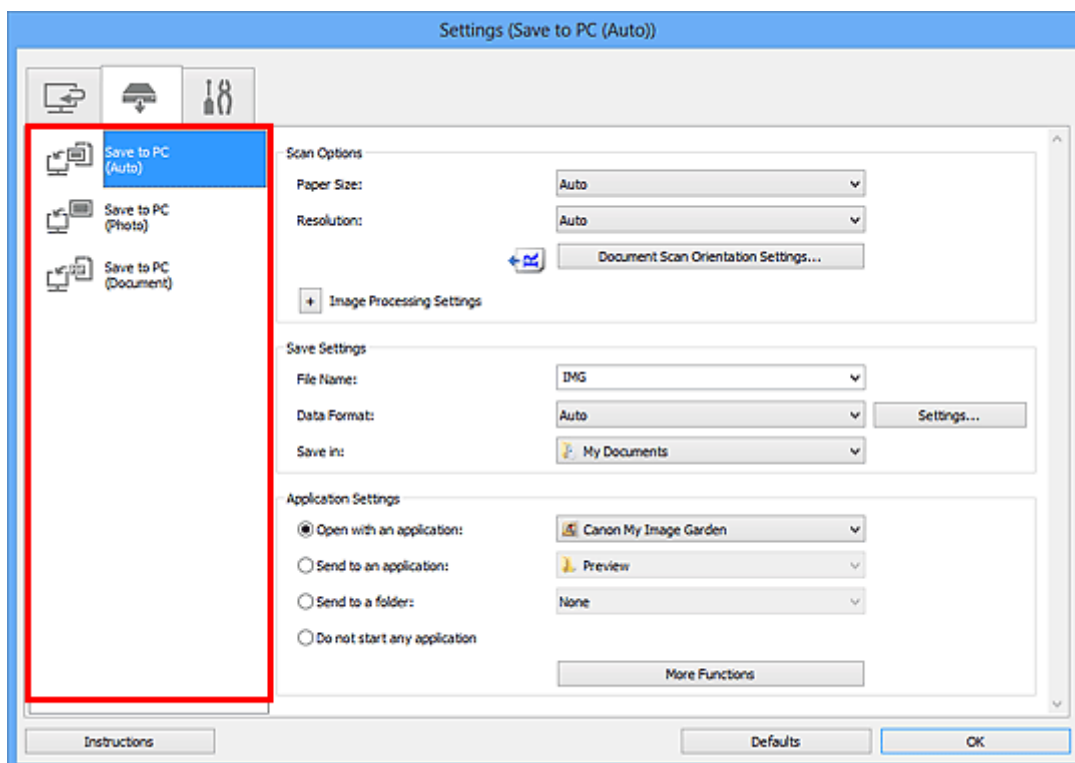 Settings (Save to PC (Auto))
Save to PC
(Auto)
Save to PC
(Photo)
Save to PC
(Document)
Scan Options
Paper Size: Auto
Resolution: Auto
Document Scan Orientation Settings...
+ Image Processing Settings
Save Settings
File Name: IMG
Data Format: Auto Settings...
Save in: My Documents
Application Settings
Open with an application: Canon My Image Garden
Send to an application: Preview
Send to a folder: None
Do not start any application
More Functions
Instructions Defaults OK